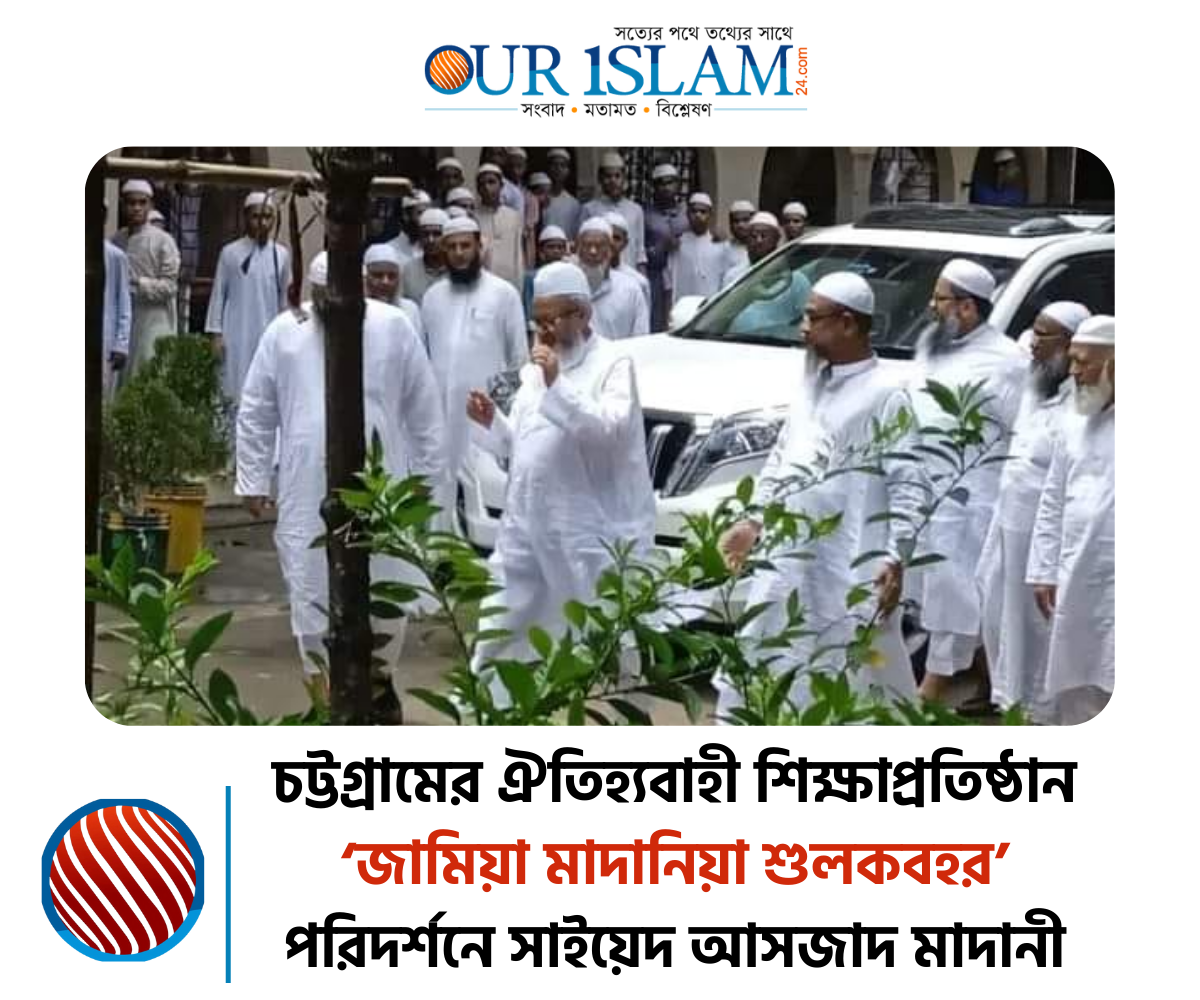 সত্যের পথে তথ্যের সাথে
OUR ISLAM 24.com
সংবাদ • মতামত • বিশ্লেষণ
চট্টগ্রামের ঐতিহ্যবাহী শিক্ষাপ্রতিষ্ঠান
‘জামিয়া মাদানিয়া শুলকবহর’
পরিদর্শনে সাইয়েদ আসজাদ মাদানী